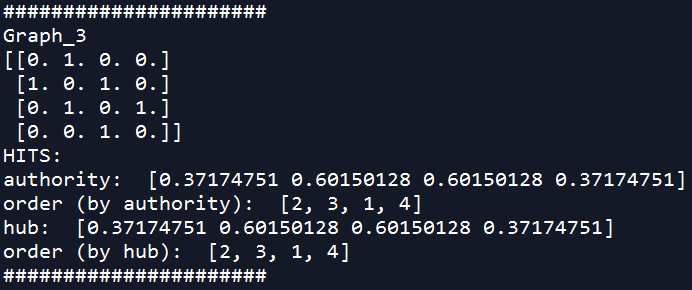 ######################
Graph_3
[[0. 1. 0. 0.]
 [1. 0. 1. 0.]
 [0. 1. 0. 1.]
 [0. 0. 1. 0.]]
HITS:
authority:  [0.37174751 0.60150128 0.60150128 0.37174751]
order (by authority):  [2, 3, 1, 4]
hub:  [0.37174751 0.60150128 0.60150128 0.37174751]
order (by hub):  [2, 3, 1, 4]
######################